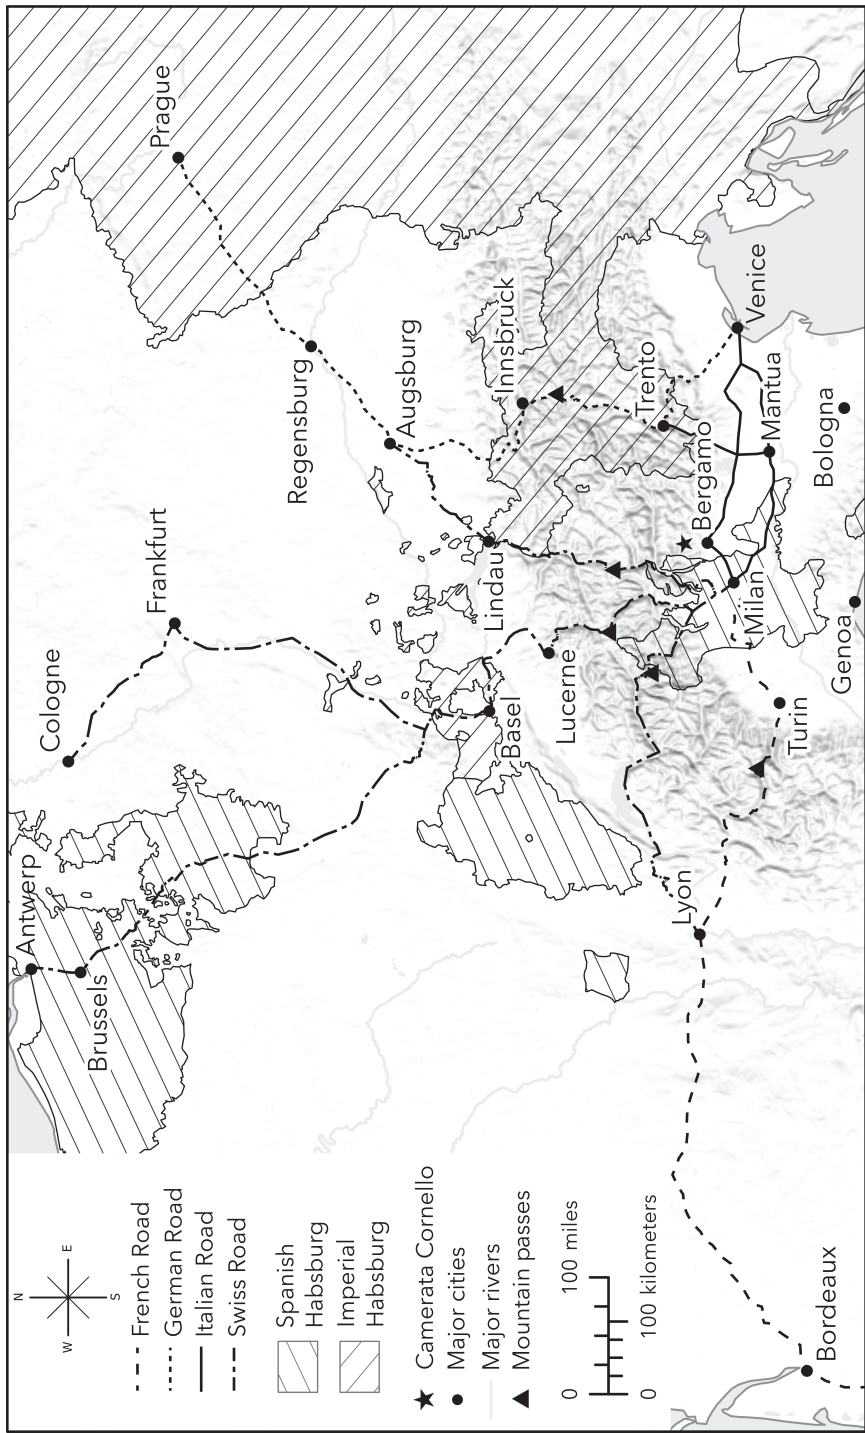 N
W
E
S
French Road
German Road
Italian Road
Swiss Road
Spanish
Habsburg
Imperial
Habsburg
Camerata Cornello
Major cities
Major rivers
Mountain passes
0
100 miles
0
100 kilometers
Antwerp
Brussels
Cologne
Frankfurt
Prague
Regensburg
Augsburg
Innsbruck
Lindau
Basel
Lucerne
Trento
Bergamo
Venice
Milan
Mantua
Lyon
Turin
Genoa
Bologna
Bordeaux